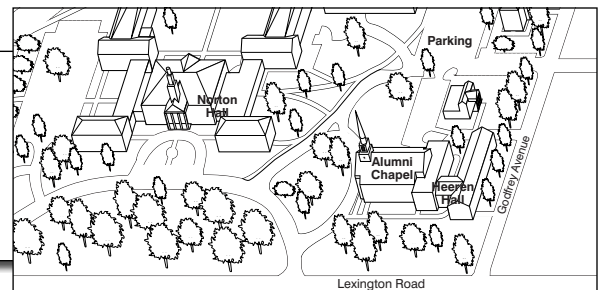 Parking
Norton
Hall
Alumni
Chapel
Heeren
Hall
Godfrey Avenue
Lexington Road